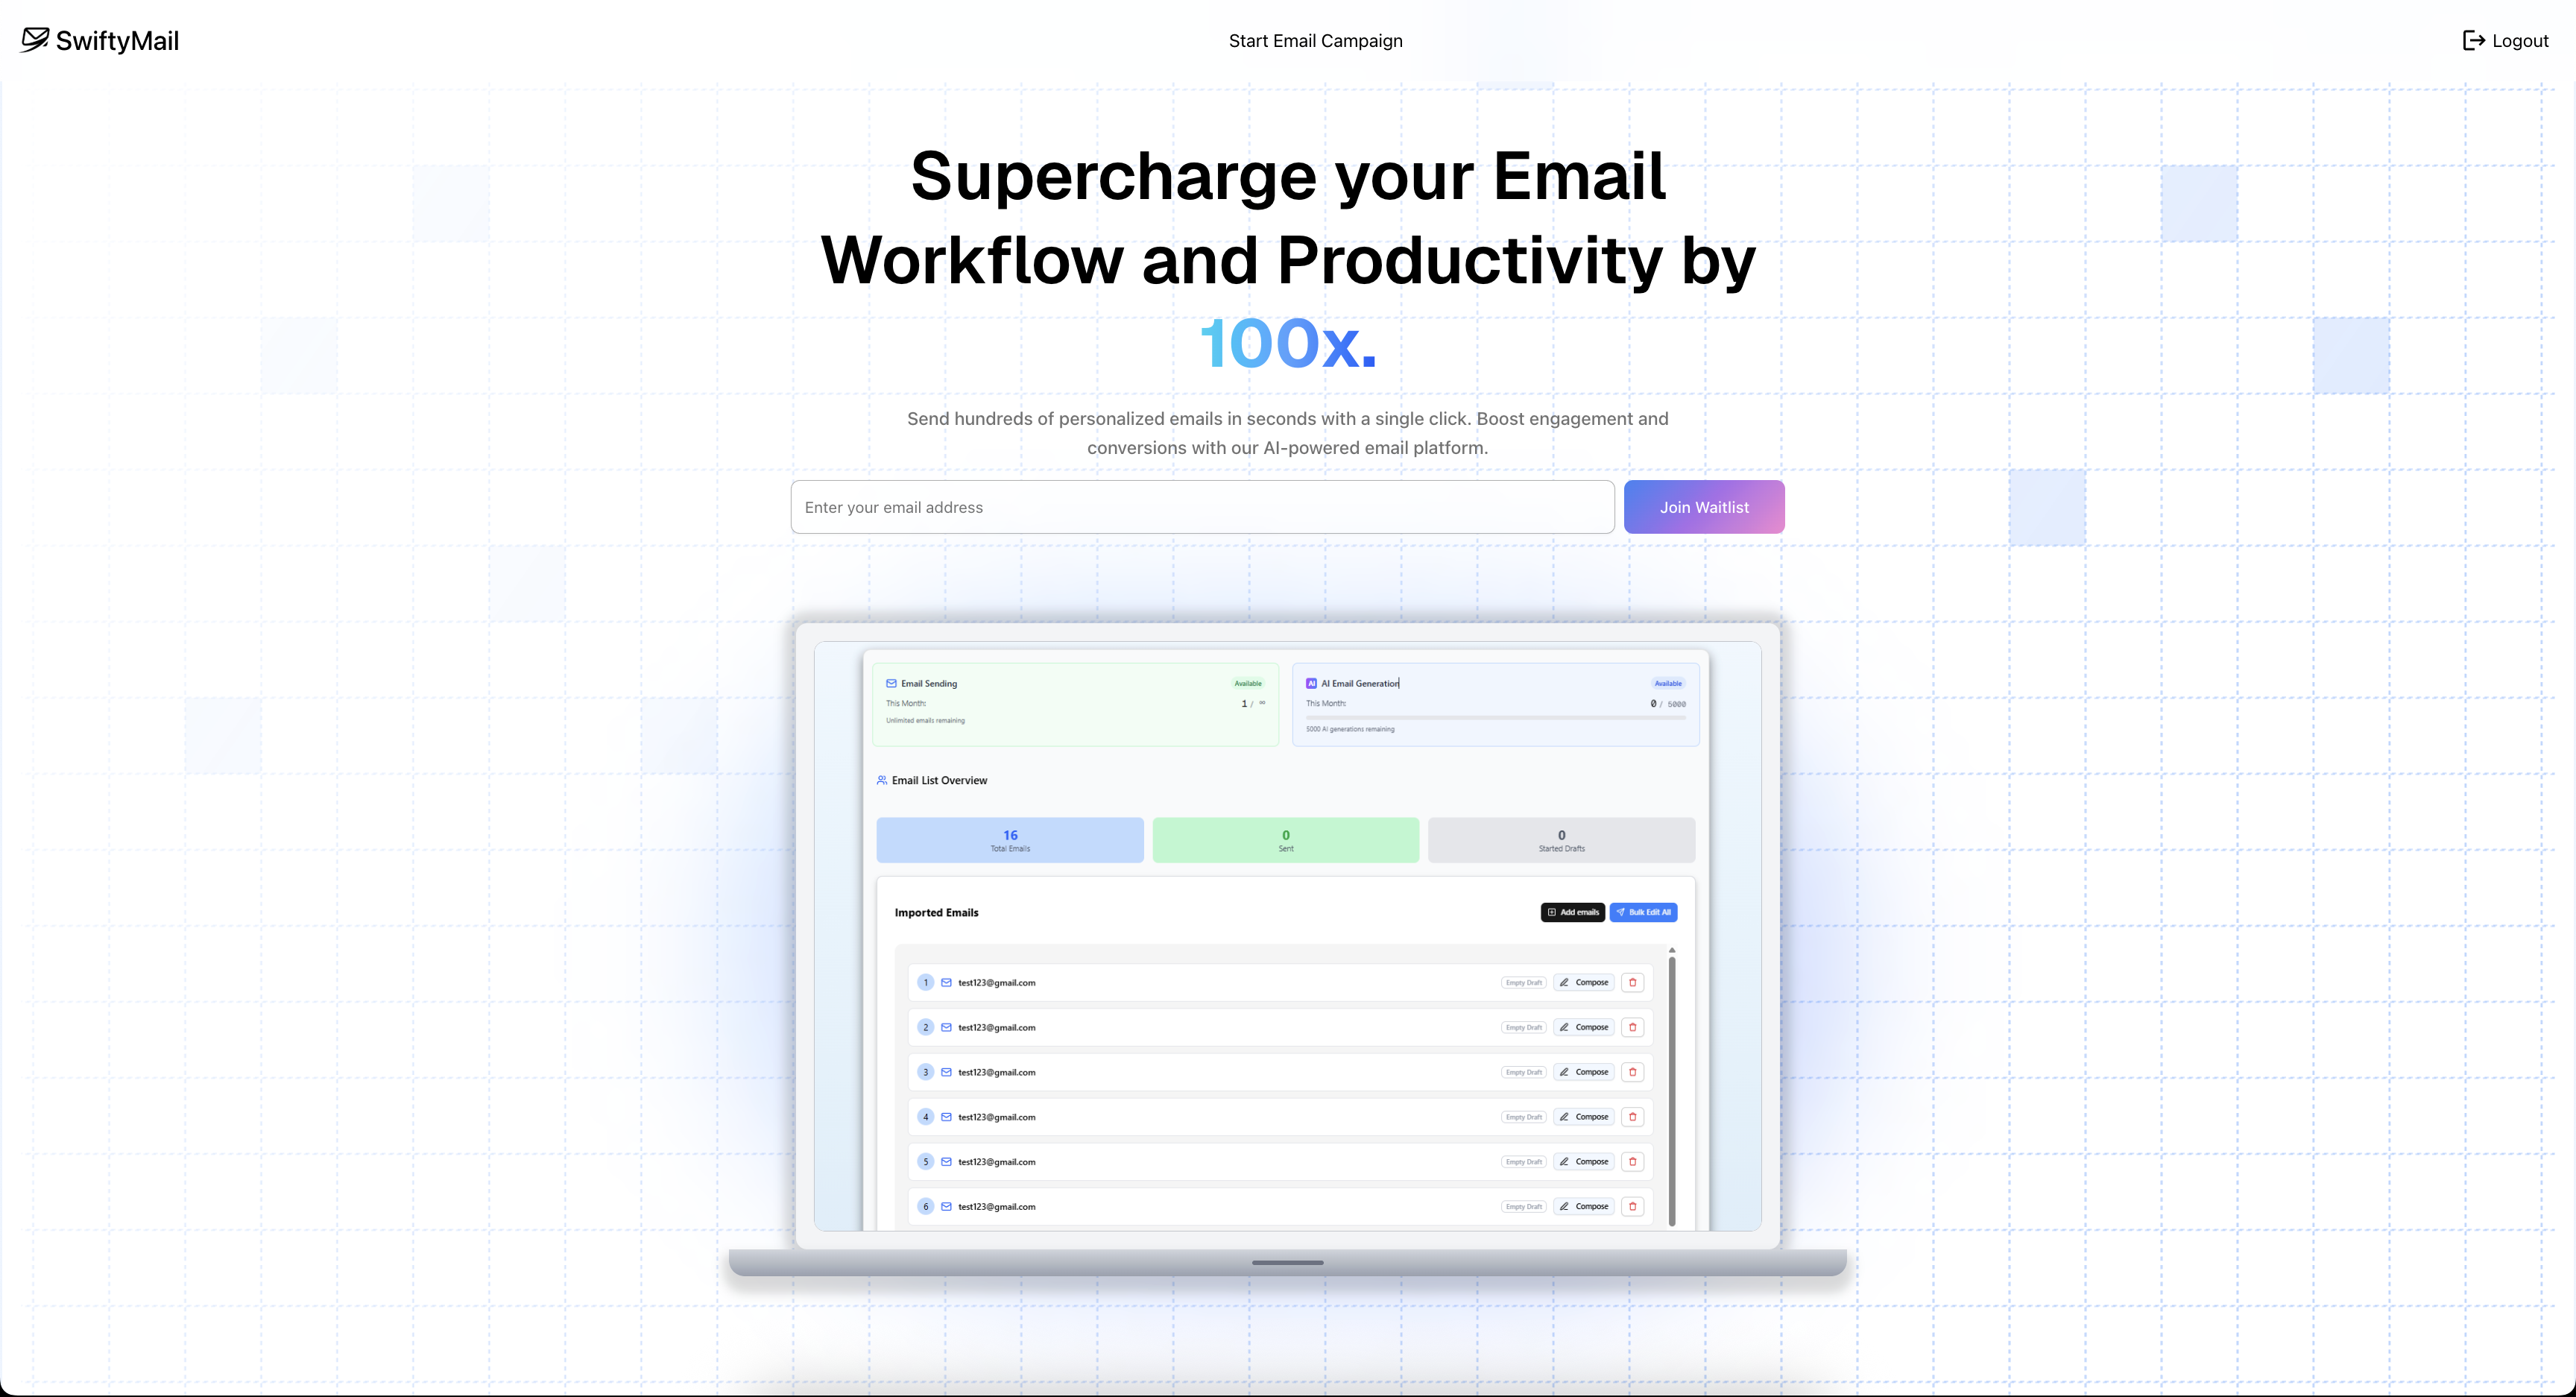 SwiftyMail
Start Email Campaign
Logout
Supercharge your Email
Workflow and Productivity by
100x.
Send hundreds of personalized emails in seconds with a single click. Boost engagement and
conversions with our AI-powered email platform.
Enter your email address
Join Waitlist
Email Sending
Available
This Month:
1 / ∞
Unlimited emails remaining
AI
AI Email Generation
Available
This Month:
0 / 5000
5000 AI generations remaining
Email List Overview
16
Total Emails
0
Sent
0
Started Drafts
Imported Emails
Add emails
Bulk Edit All
1 test123@gmail.com Empty Draft Compose
2 test123@gmail.com Empty Draft Compose
3 test123@gmail.com Empty Draft Compose
4 test123@gmail.com Empty Draft Compose
5 test123@gmail.com Empty Draft Compose
6 test123@gmail.com Empty Draft Compose